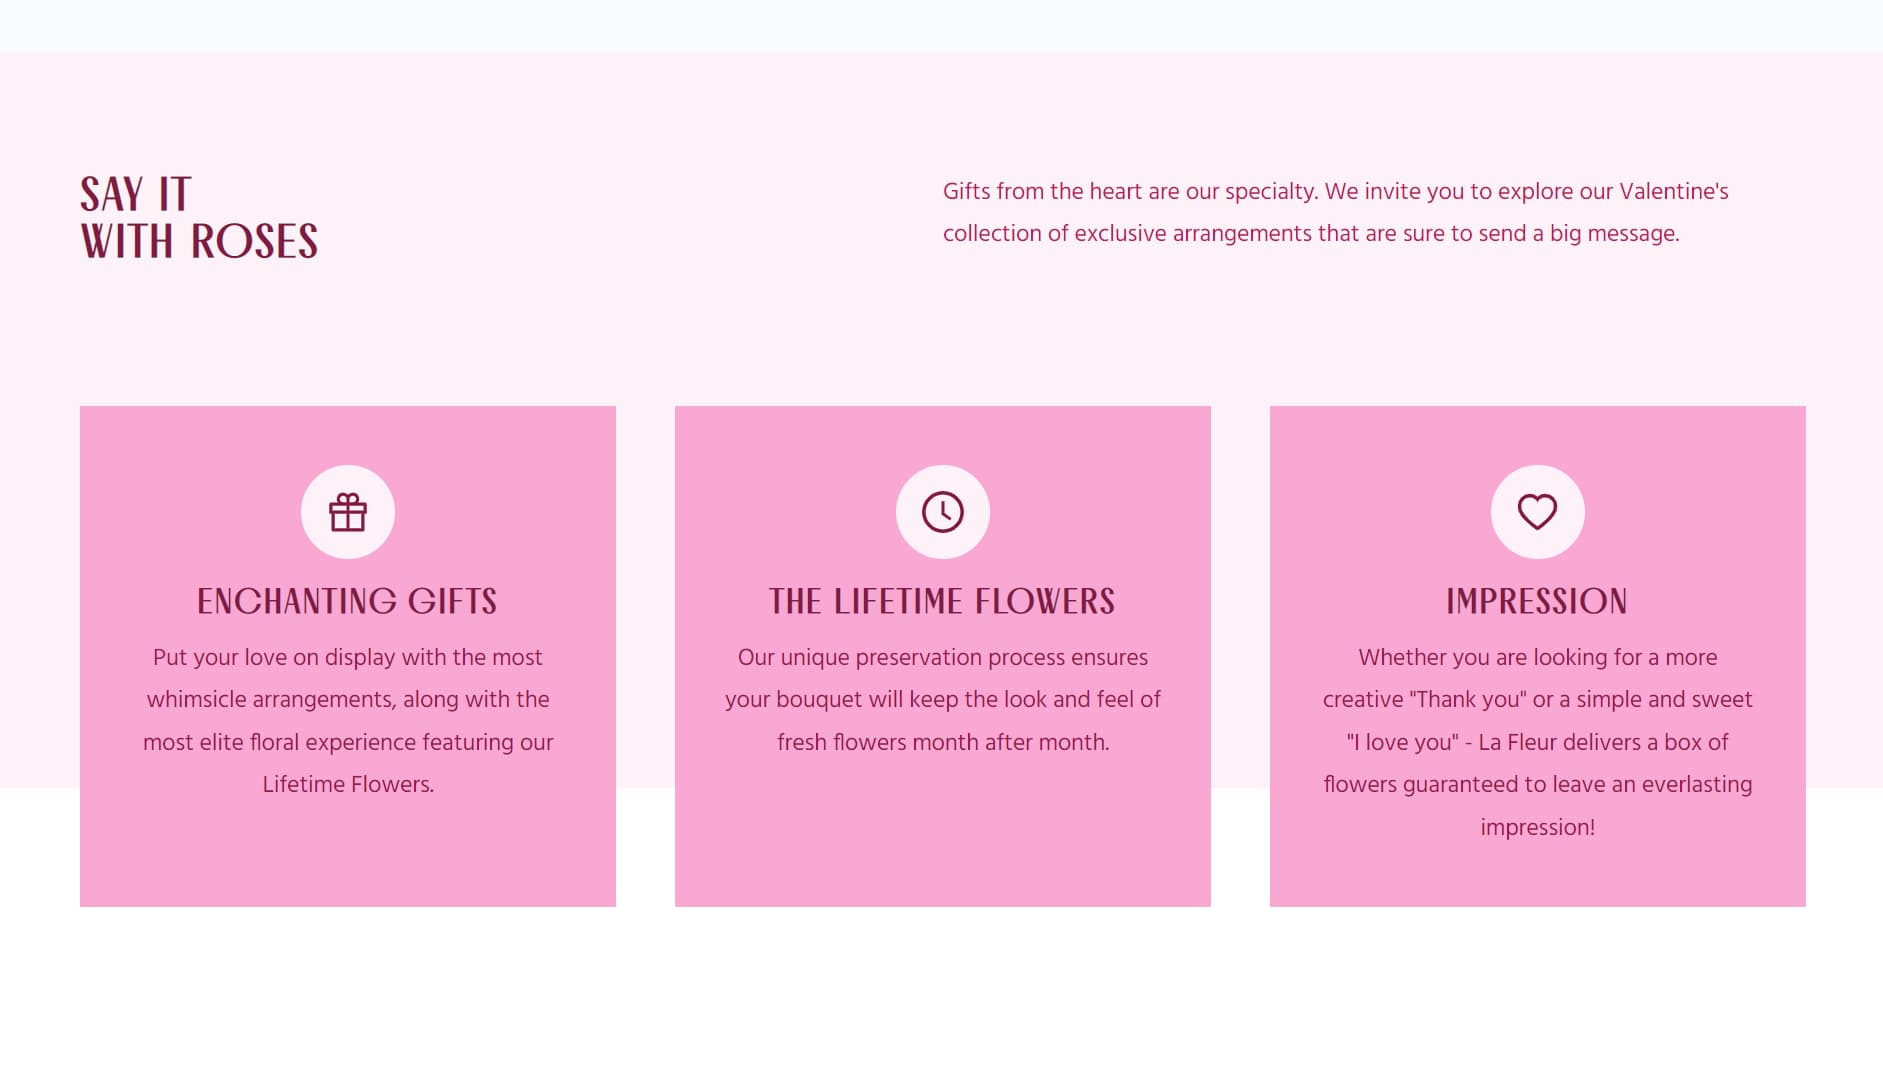 SAY IT
WITH ROSES
Gifts from the heart are our specialty. We invite you to explore our Valentine's
collection of exclusive arrangements that are sure to send a big message.
ENCHANTING GIFTS
Put your love on display with the most
whimsicle arrangements, along with the
most elite floral experience featuring our
Lifetime Flowers.
THE LIFETIME FLOWERS
Our unique preservation process ensures
your bouquet will keep the look and feel of
fresh flowers month after month.
IMPRESSION
Whether you are looking for a more
creative "Thank you" or a simple and sweet
"I love you" - La Fleur delivers a box of
flowers guaranteed to leave an everlasting
impression!